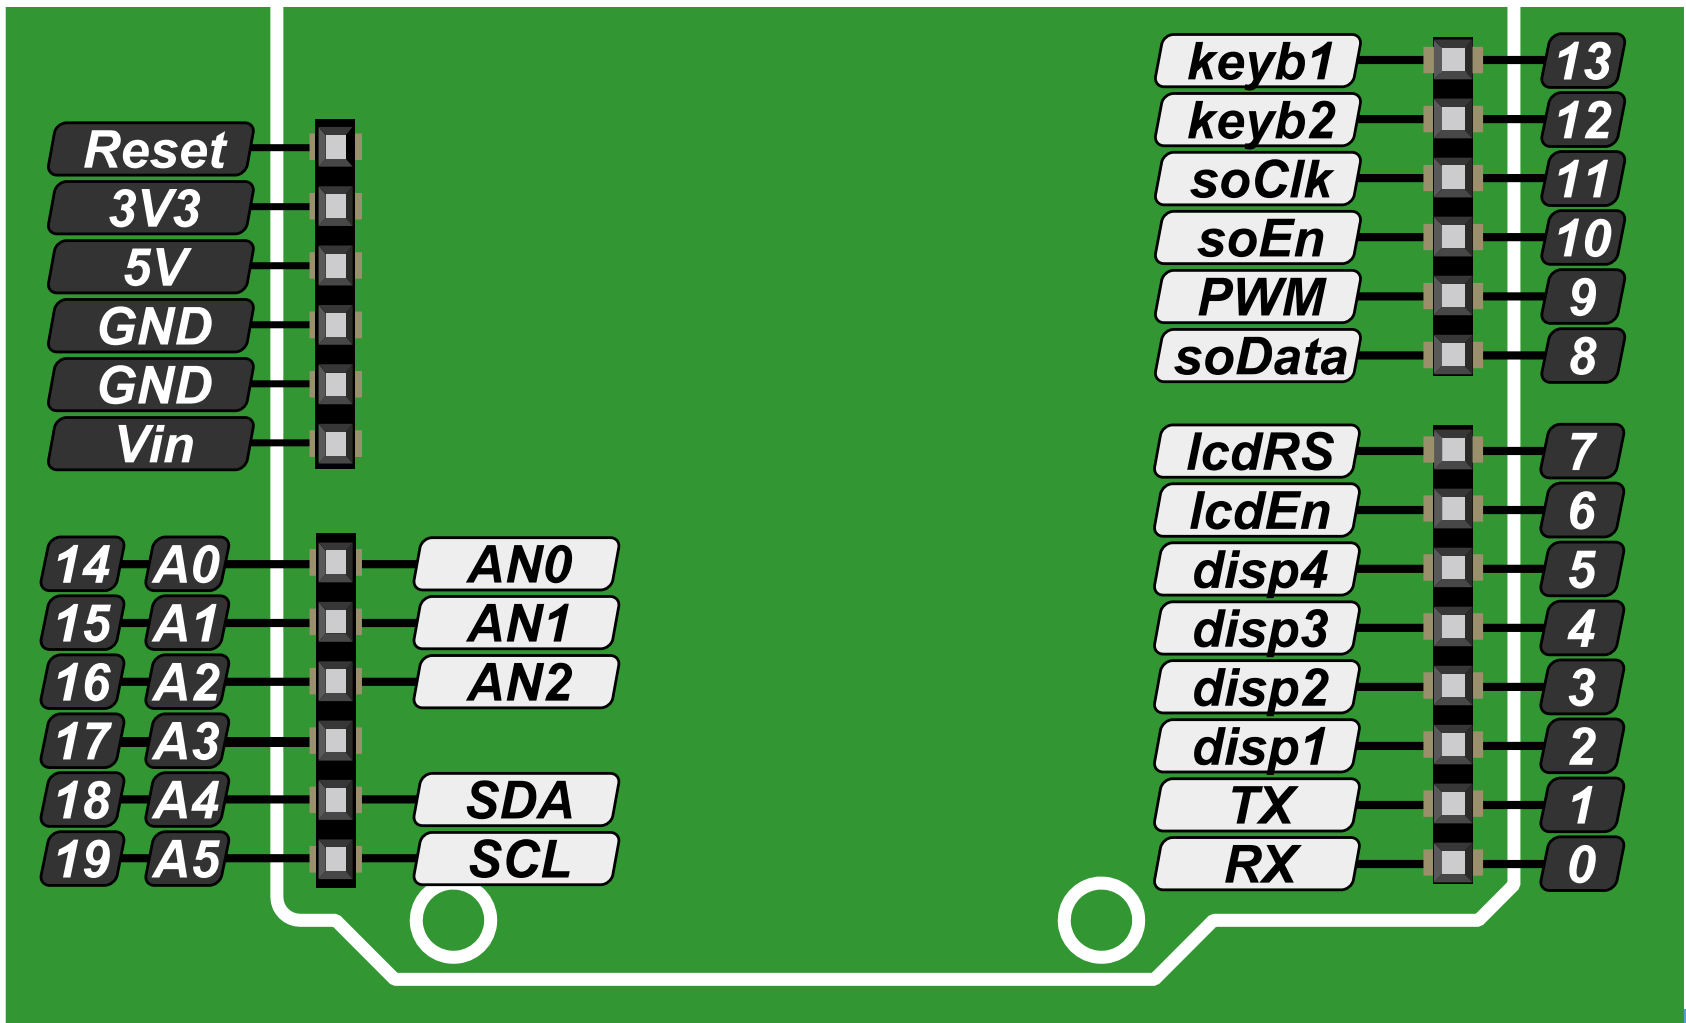 Reset
3V3
5V
GND
GND
Vin
14 A0 AN0
15 A1 AN1
16 A2 AN2
17 A3
18 A4 SDA
19 A5 SCL
keyb1 13
keyb2 12
soClk 11
soEn 10
PWM 9
soData 8
lcdRS 7
lcdEn 6
disp4 5
disp3 4
disp2 3
disp1 2
TX 1
RX 0